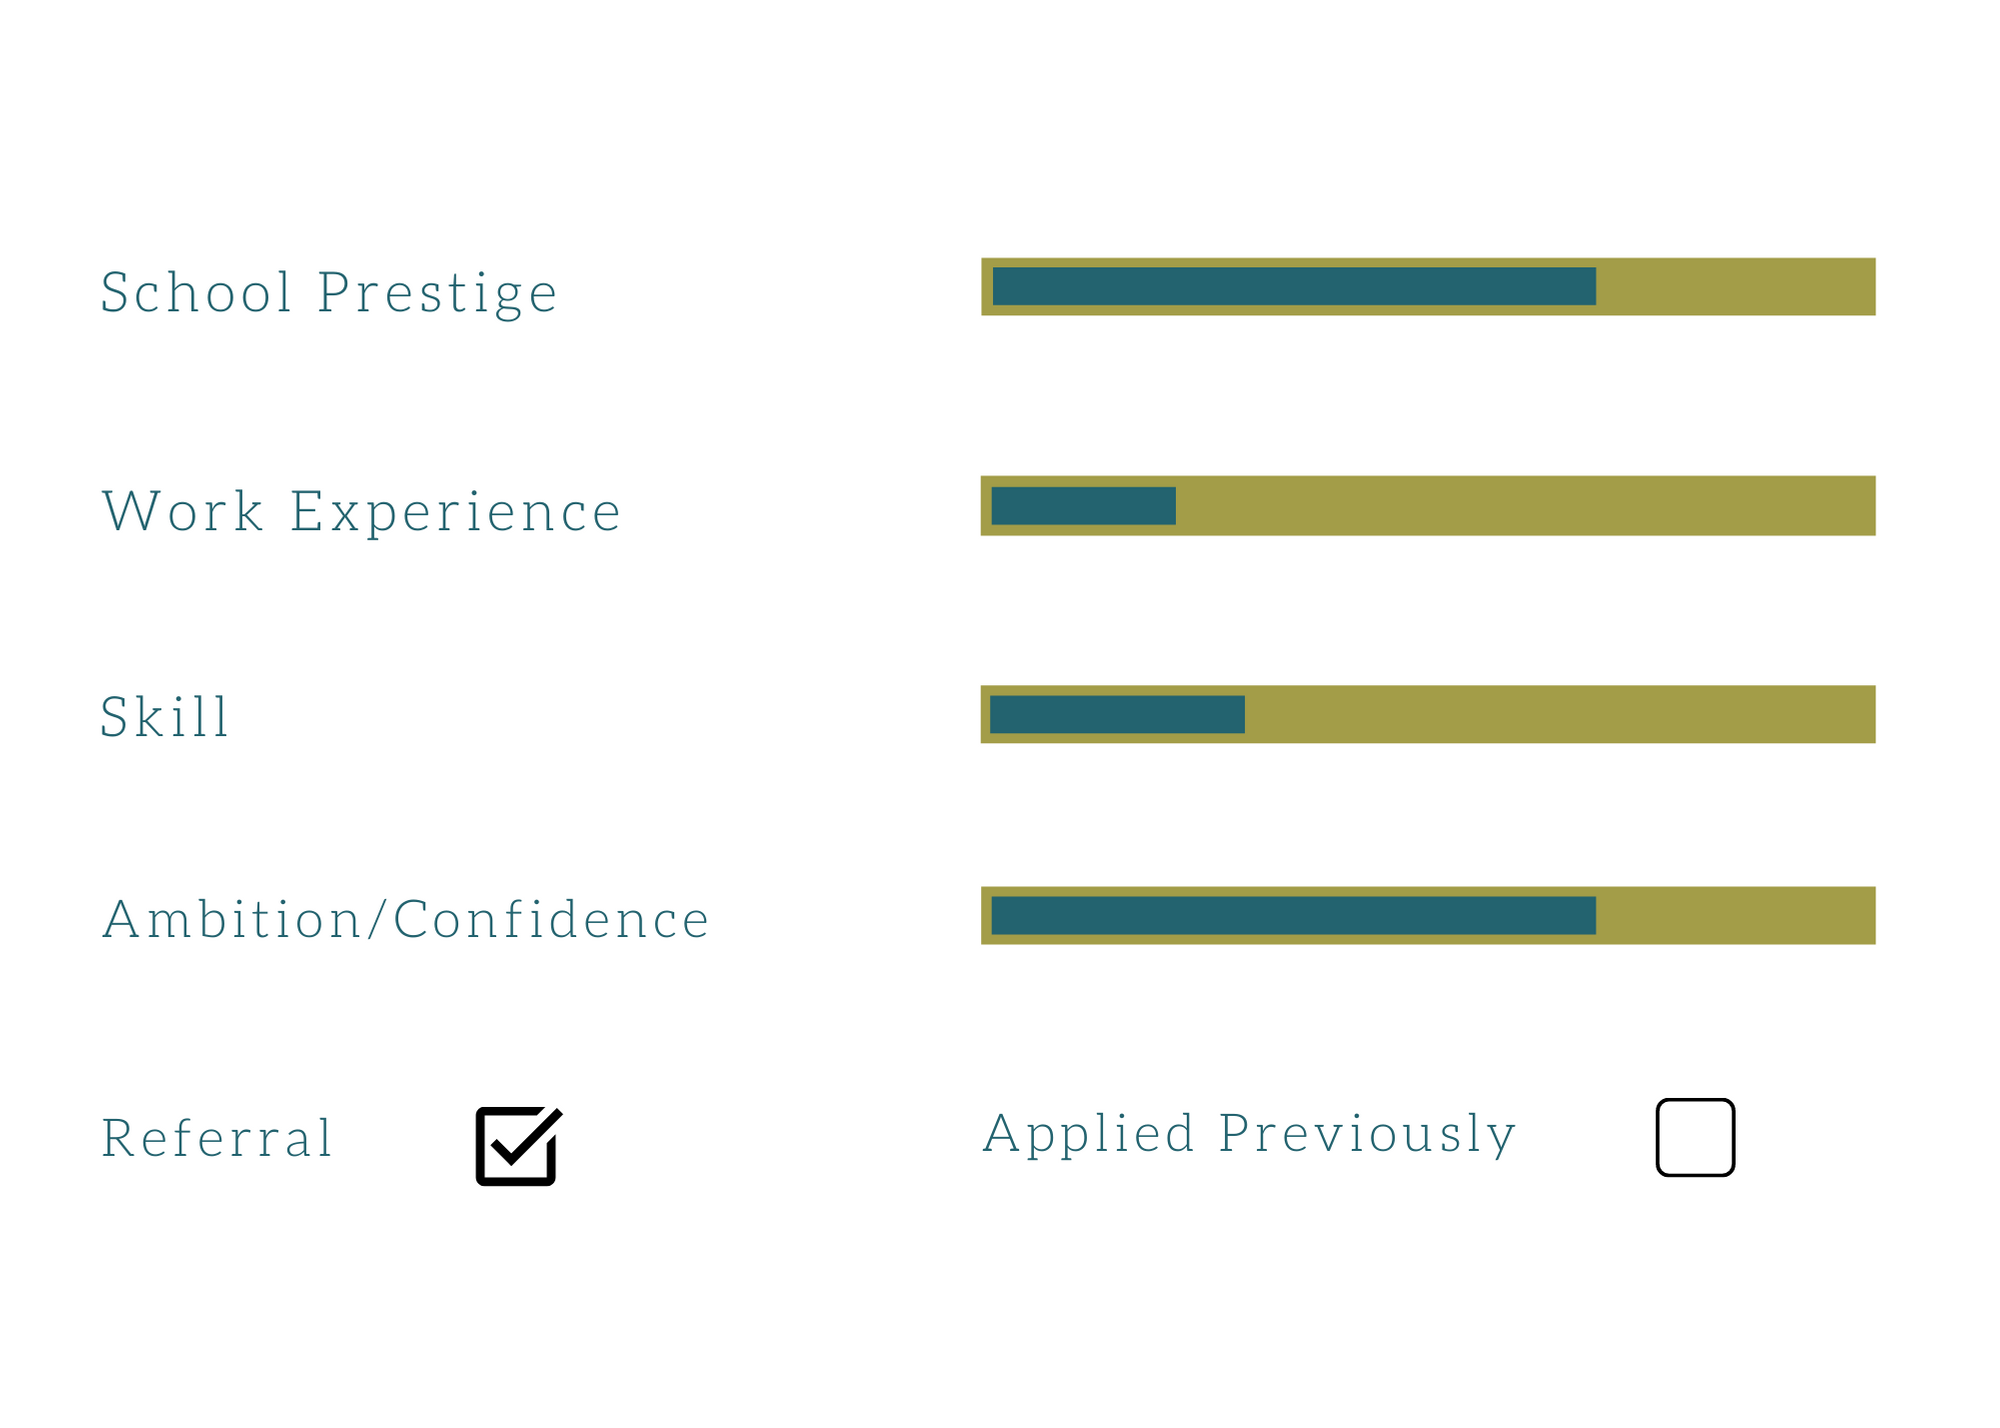 School Prestige
Work Experience
Skill
Ambition/Confidence
Referral
Applied Previously